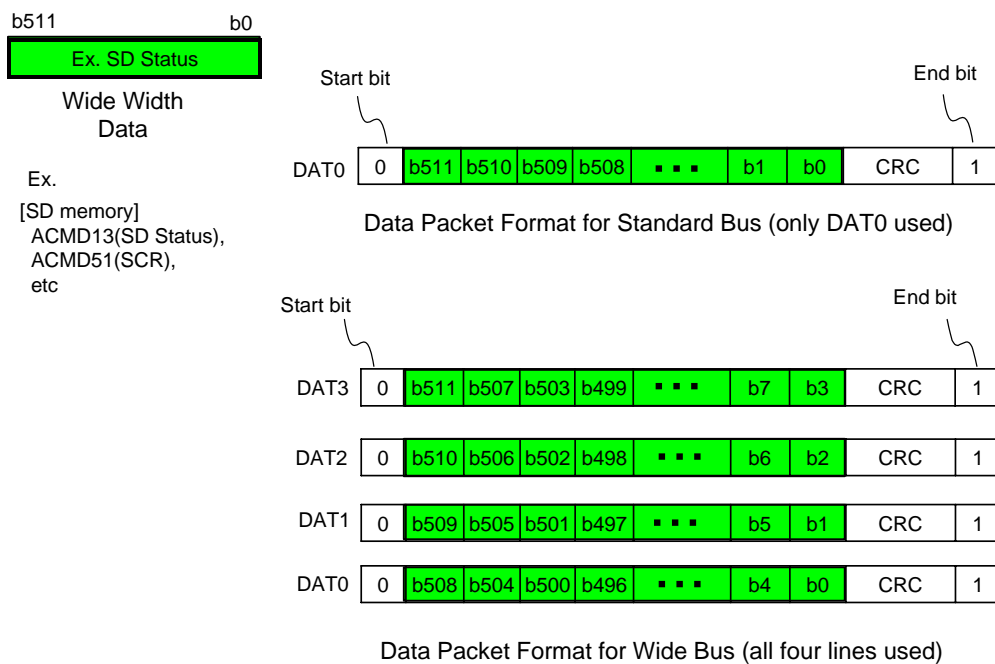 b511 b0
Ex. SD Status
Wide Width
Data
Ex.
[SD memory]
ACMD13(SD Status),
ACMD51(SCR),
etc
Start bit End bit
DAT0 0 b511 b510 b509 b508 ▪ ▪ ▪ b1 b0 CRC 1
Data Packet Format for Standard Bus (only DAT0 used)
Start bit End bit
DAT3 0 b511 b507 b503 b499 ▪ ▪ ▪ b7 b3 CRC 1
DAT2 0 b510 b506 b502 b498 ▪ ▪ ▪ b6 b2 CRC 1
DAT1 0 b509 b505 b501 b497 ▪ ▪ ▪ b5 b1 CRC 1
DAT0 0 b508 b504 b500 b496 ▪ ▪ ▪ b4 b0 CRC 1
Data Packet Format for Wide Bus (all four lines used)